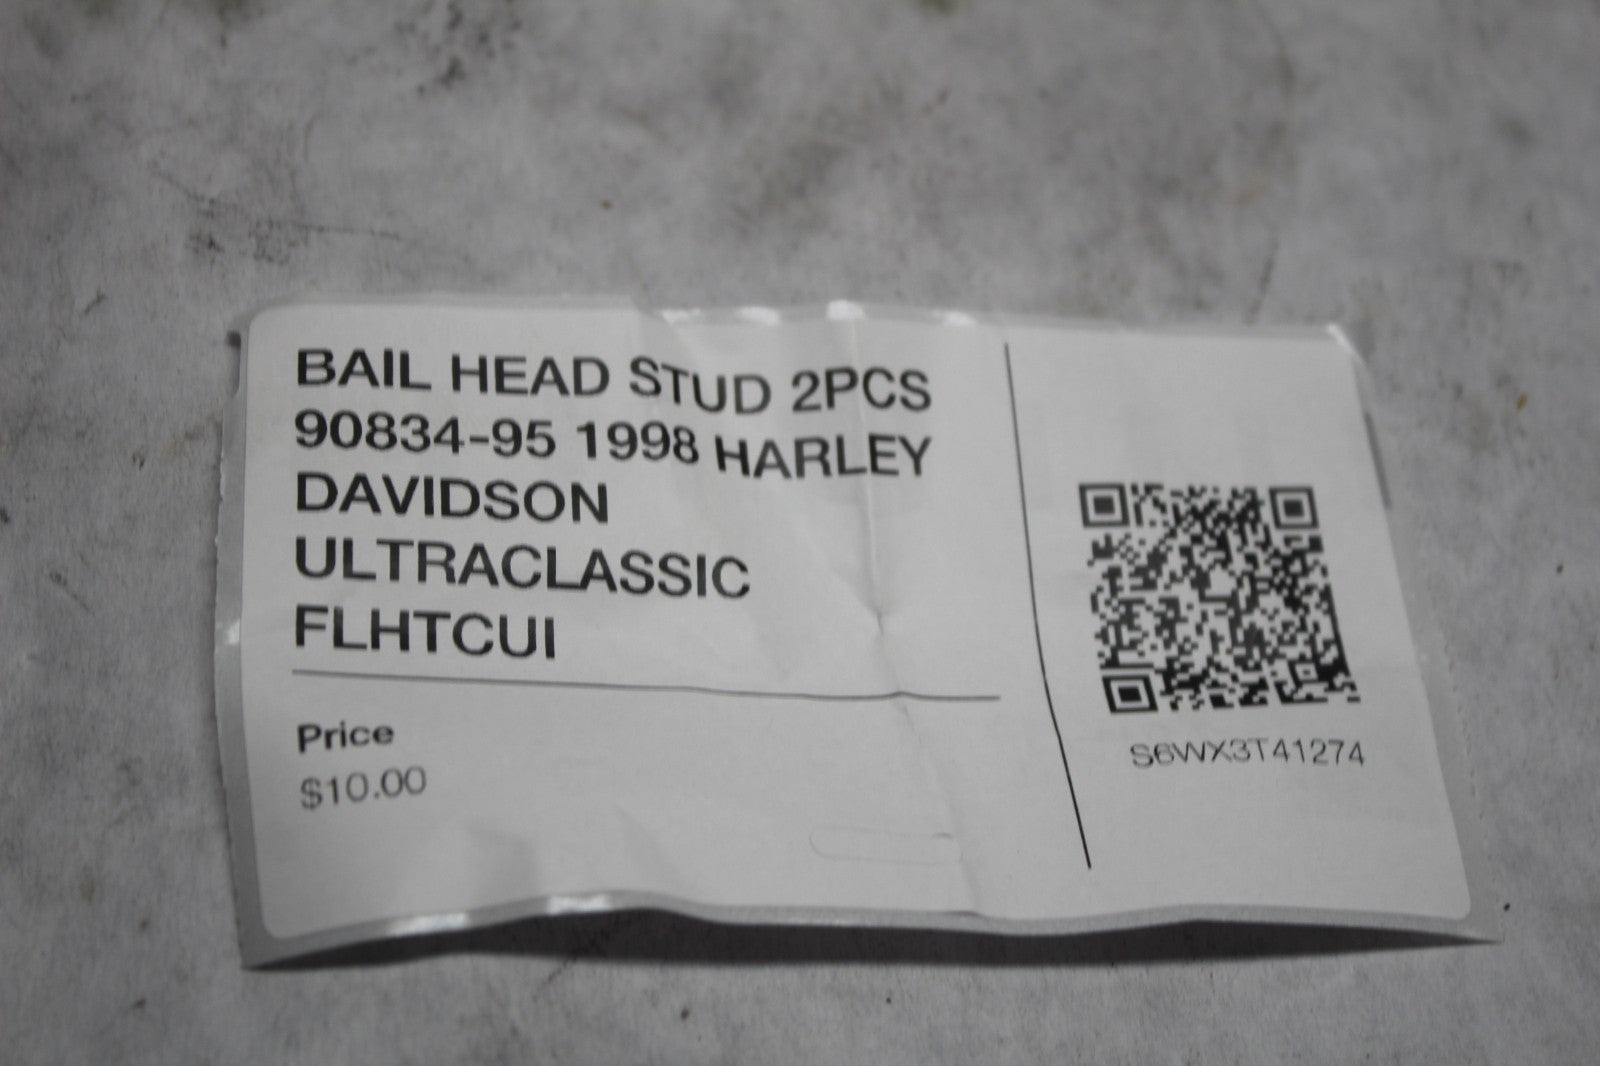 BAIL HEAD STUD 2PCS
90834-95 1998 HARLEY
DAVIDSON
ULTRACLASSIC
FLHTCUI
Price
$10.00
S6WX3T41274